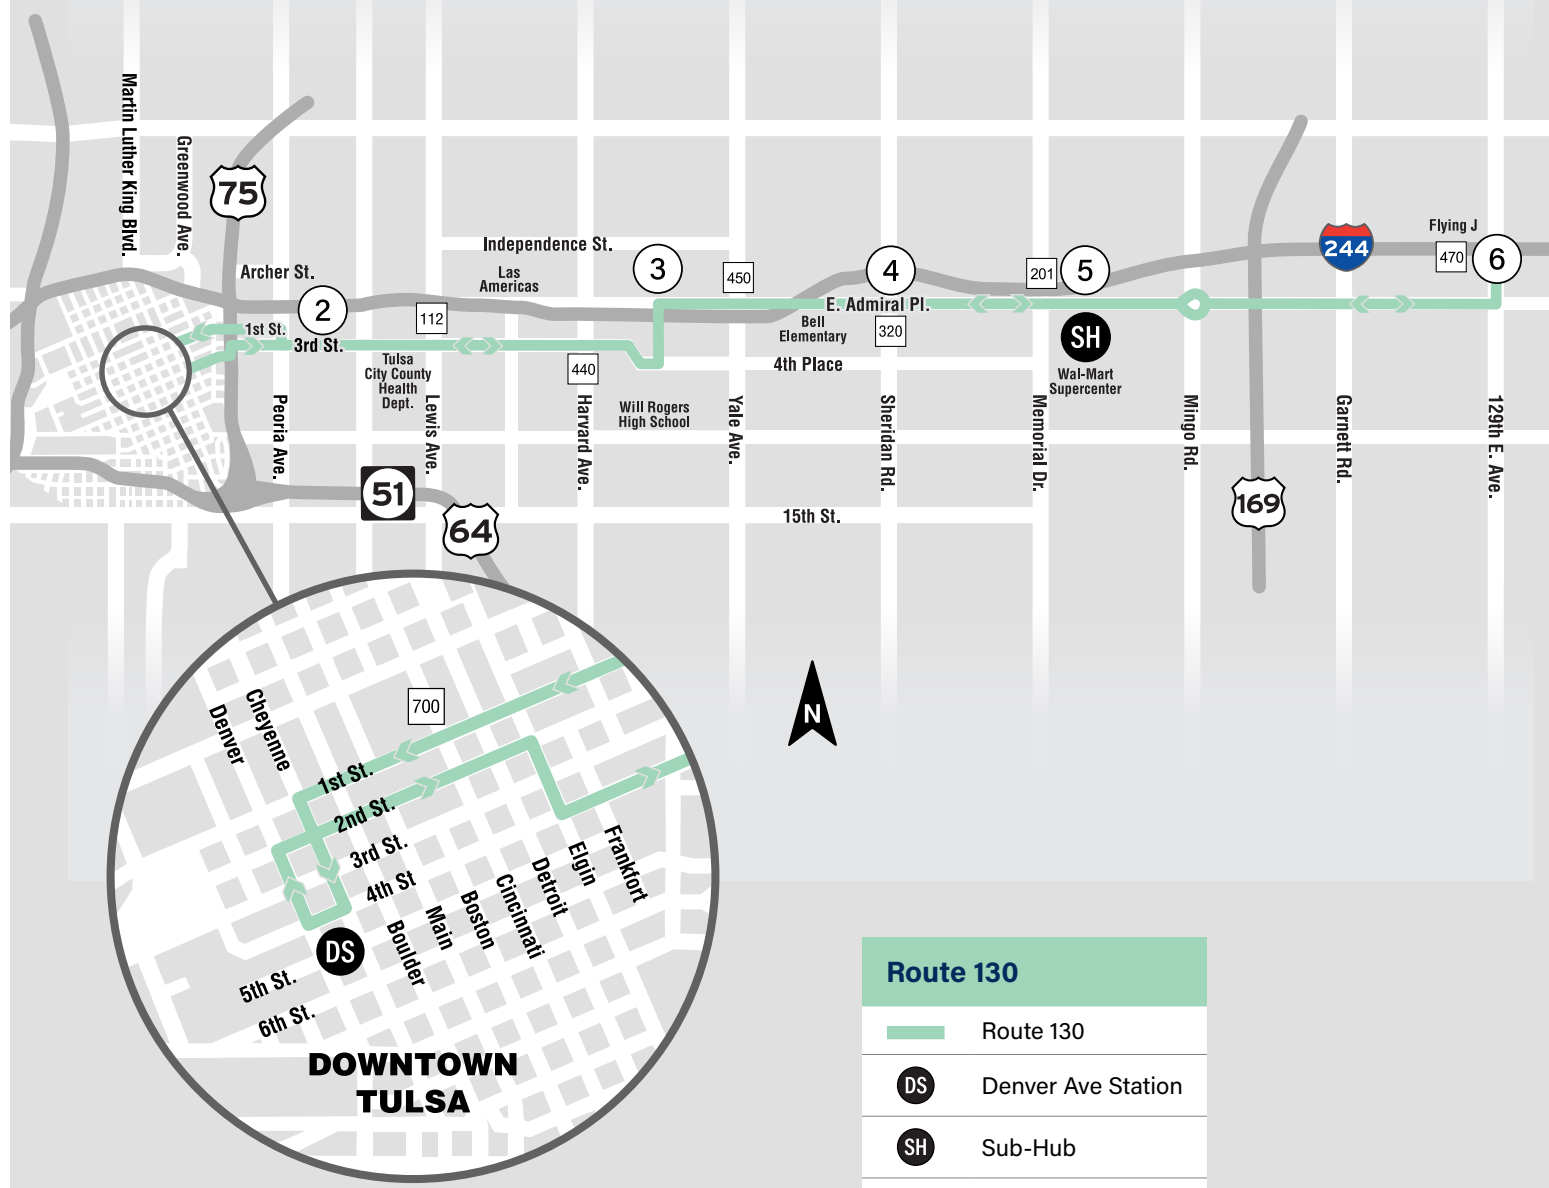 Martin Luther King Blvd.
Greenwood Ave.
75
Independence St.
Archer St.
Las
Americas
3
450
4
201
5
244
Flying J
470
6
2
112
E. Admiral Pl.
1st St.
3rd St.
Bell
Elementary
320
SH
Tulsa
City County
Health
Dept.
440
4th Place
Wal-Mart
Supercenter
Will Rogers
High School
Peoria Ave.
Lewis Ave.
Harvard Ave.
Yale Ave.
Sheridan Rd.
Memorial Dr.
Mingo Rd.
Garnett Rd.
129th E. Ave.
51
64
15th St.
169
N
700
Denver
Cheyenne
1st St.
2nd St.
3rd St.
4th St
Boulder
Main
Boston
Cincinnati
Detroit
Elgin
Frankfort
DS
5th St.
6th St.
DOWNTOWN
TULSA
Route 130
Route 130
DS Denver Ave Station
SH Sub-Hub